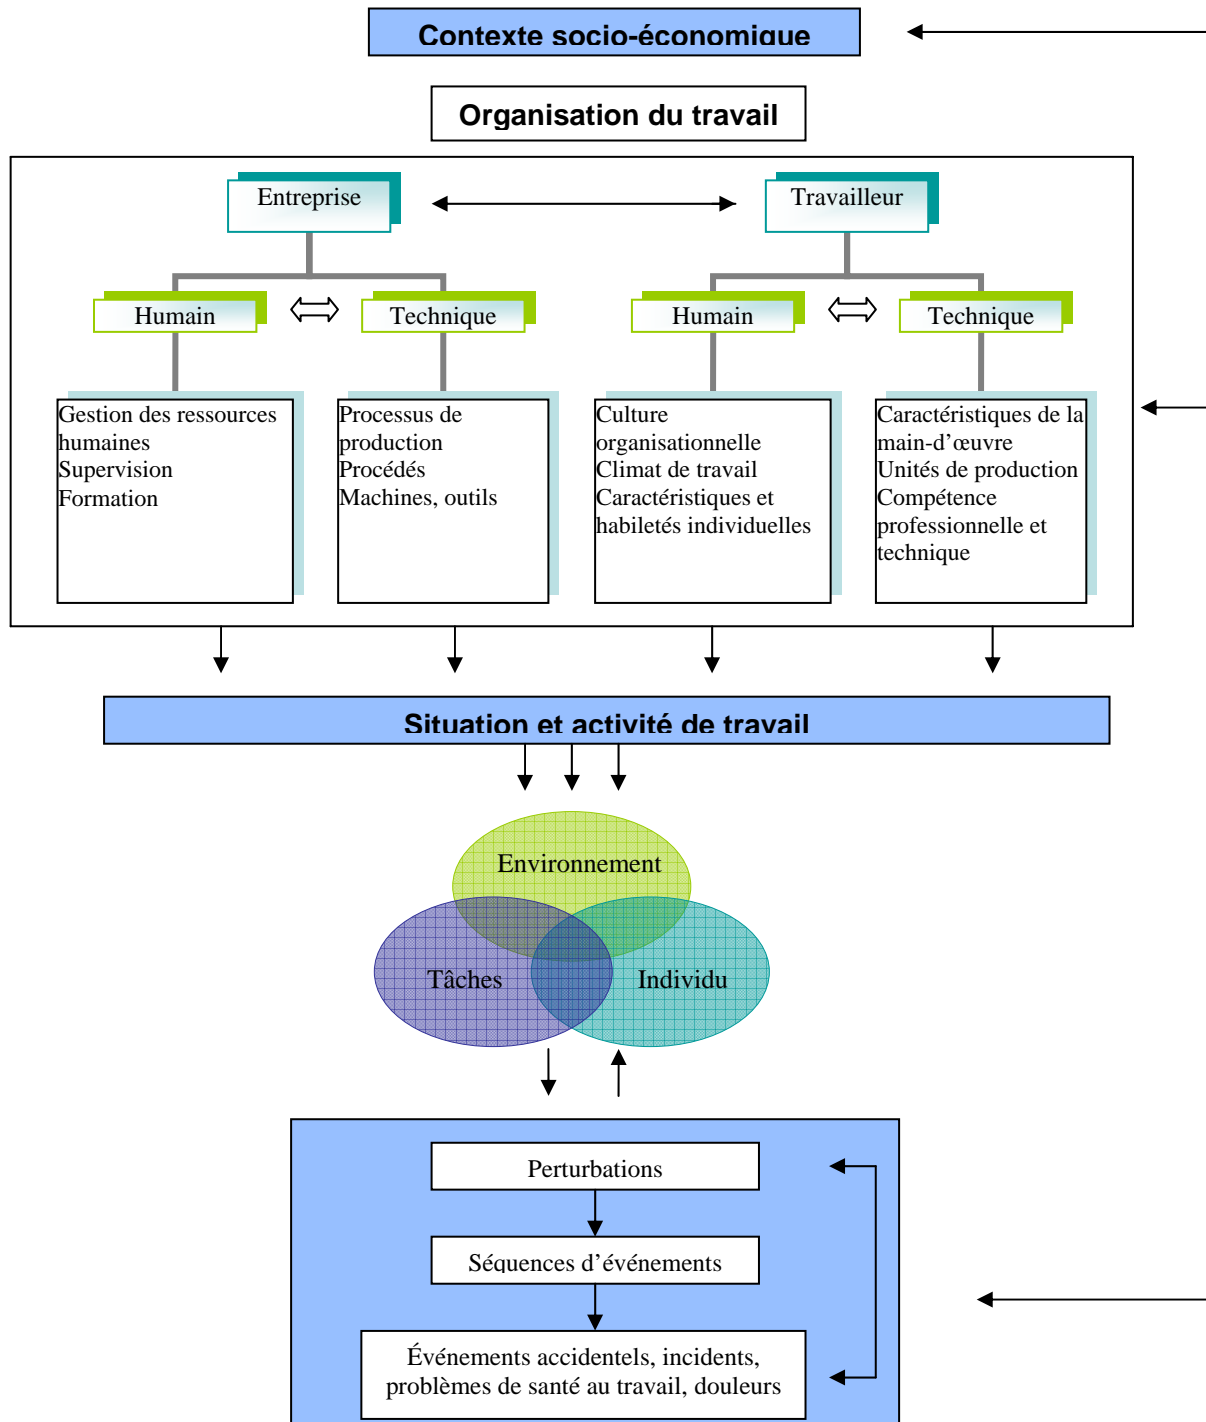 Contexte socio-économique
Organisation du travail
Entreprise
Travailleur
Humain
Technique
Humain
Technique
Gestion des ressources
humaines
Supervision
Formation
Processus de
production
Procédés
Machines, outils
Culture
organisationnelle
Climat de travail
Caractéristiques et
habiletés individuelles
Caractéristiques de la
main-d'œuvre
Unités de production
Compétence
professionnelle et
technique
Situation et activité de travail
Environnement
Tâches
Individu
Perturbations
Séquences d'événements
Événements accidentels, incidents,
problèmes de santé au travail, douleurs